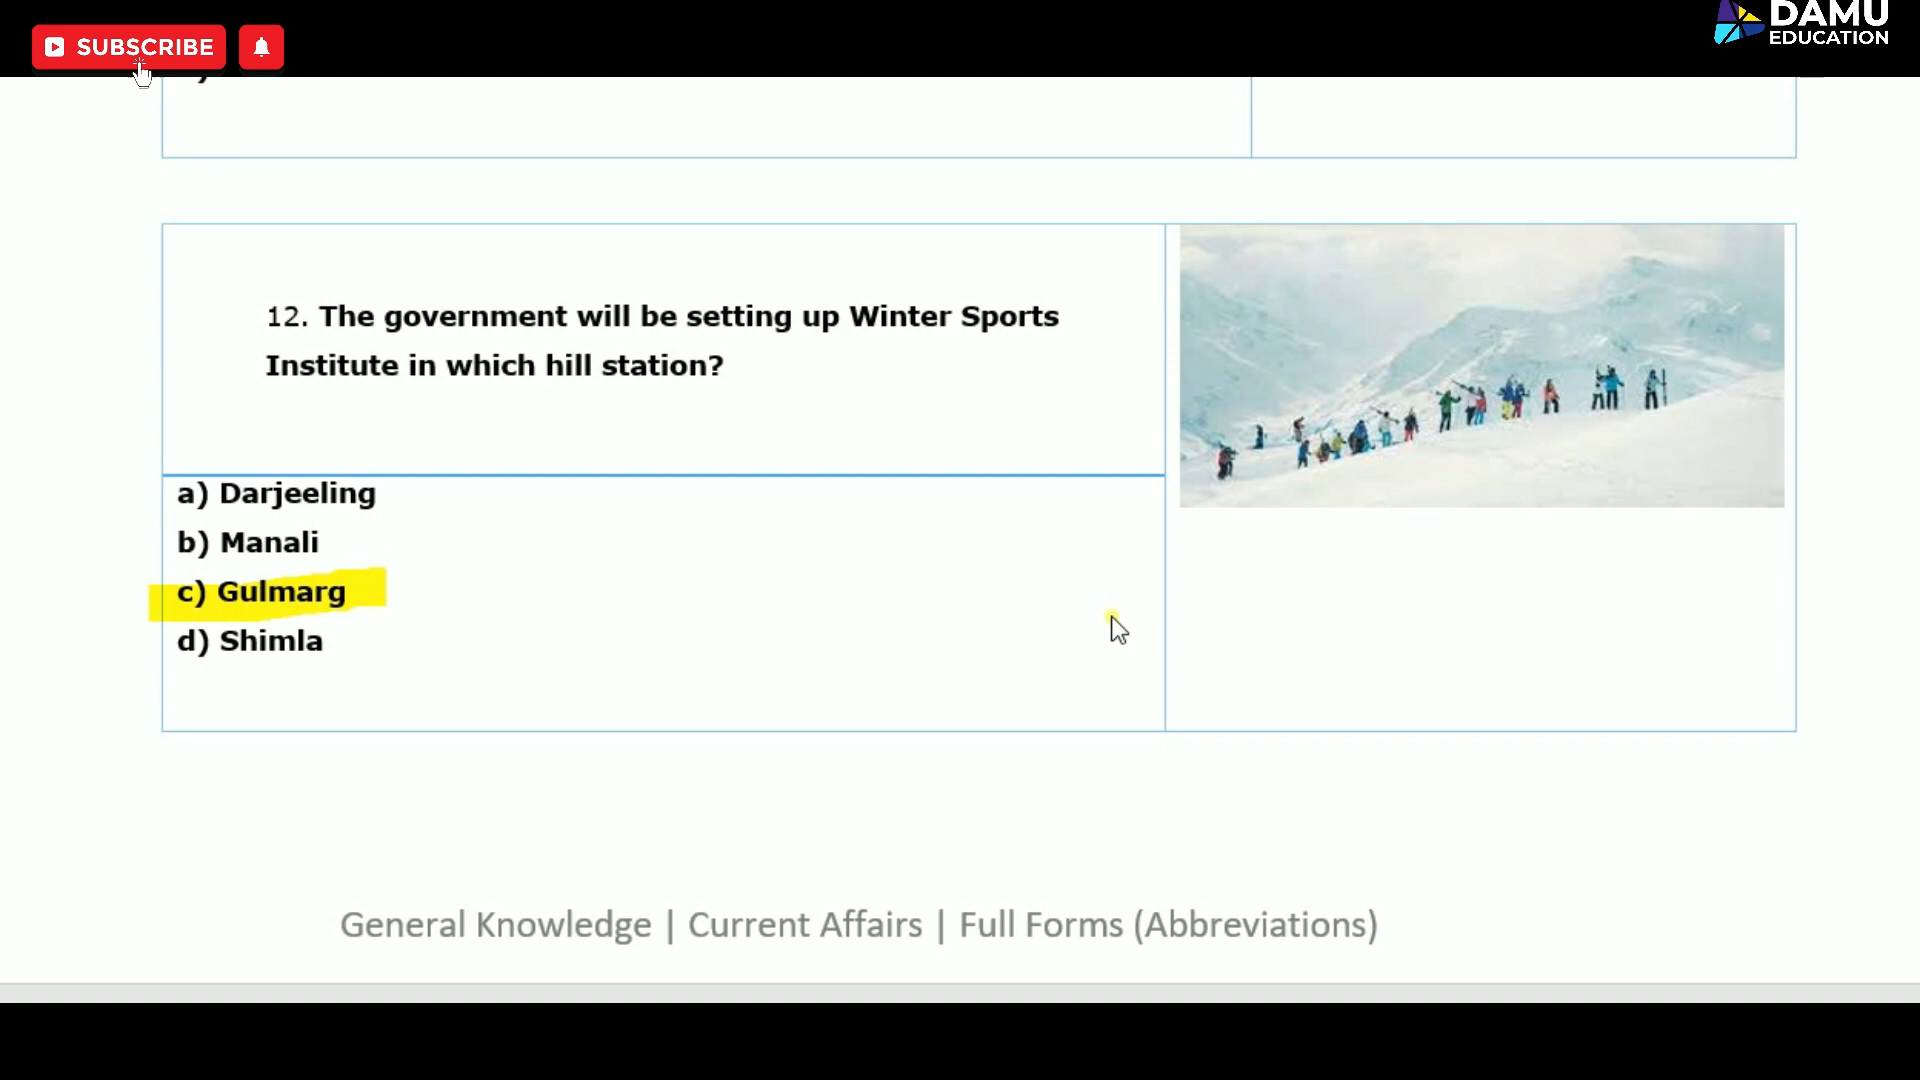 SUBSCRIBE
DAMU
EDUCATION
12. The government will be setting up Winter Sports
Institute in which hill station?
a) Darjeeling
b) Manali
c) Gulmarg
d) Shimla
General Knowledge | Current Affairs | Full Forms (Abbreviations)